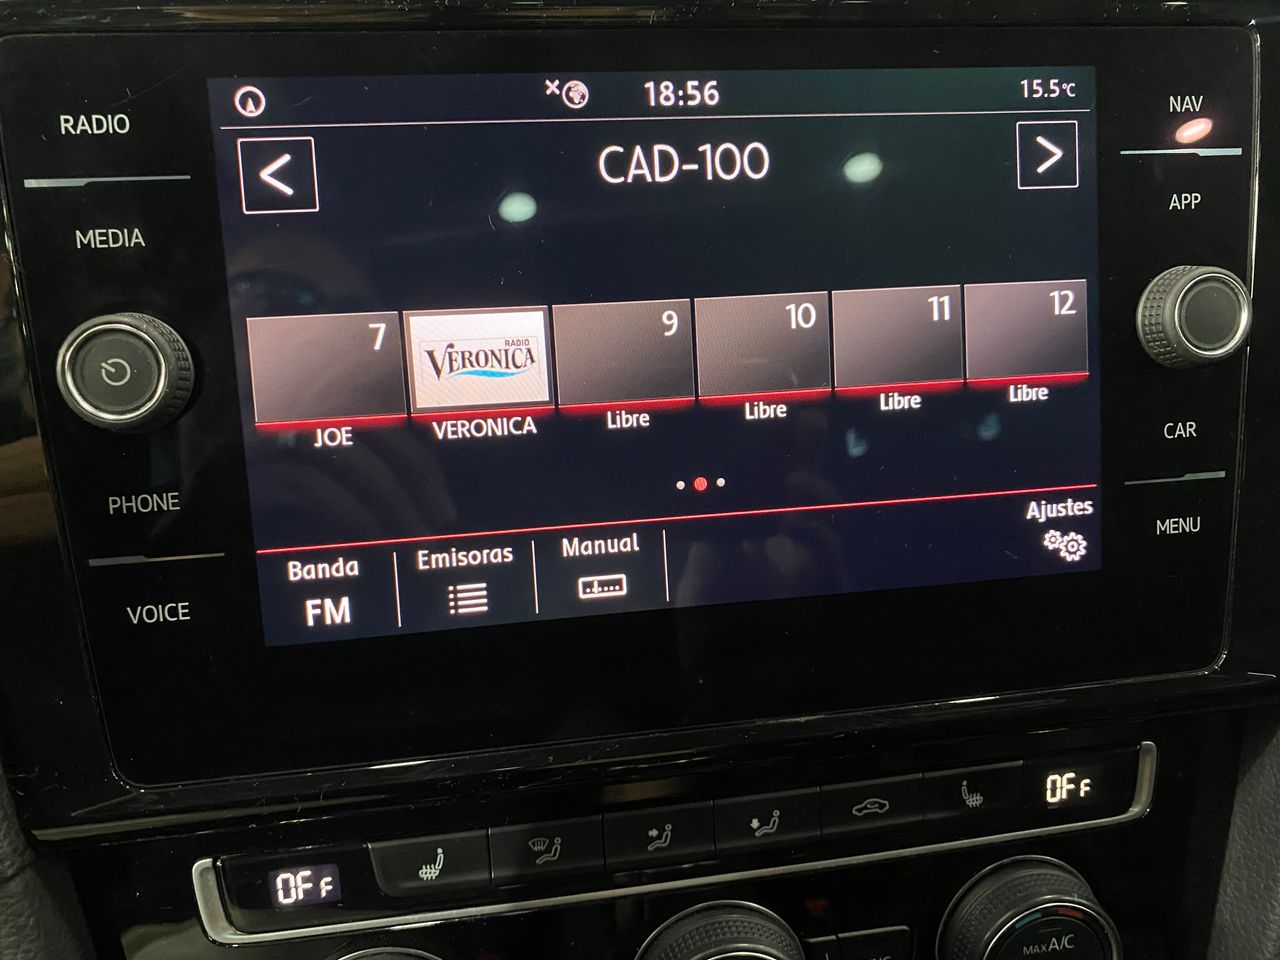 RADIO
MEDIA
PHONE
VOICE
18:56
15.5°C
CAD-100
<
>
7
RADIO
VERONICA
9
10
11
12
JOE
VERONICA
Libre
Libre
Libre
Libre
Banda
FM
Emisoras
Manual
Ajustes
NAV
APP
CAR
MENU
OFF
OFF
MAX A/C